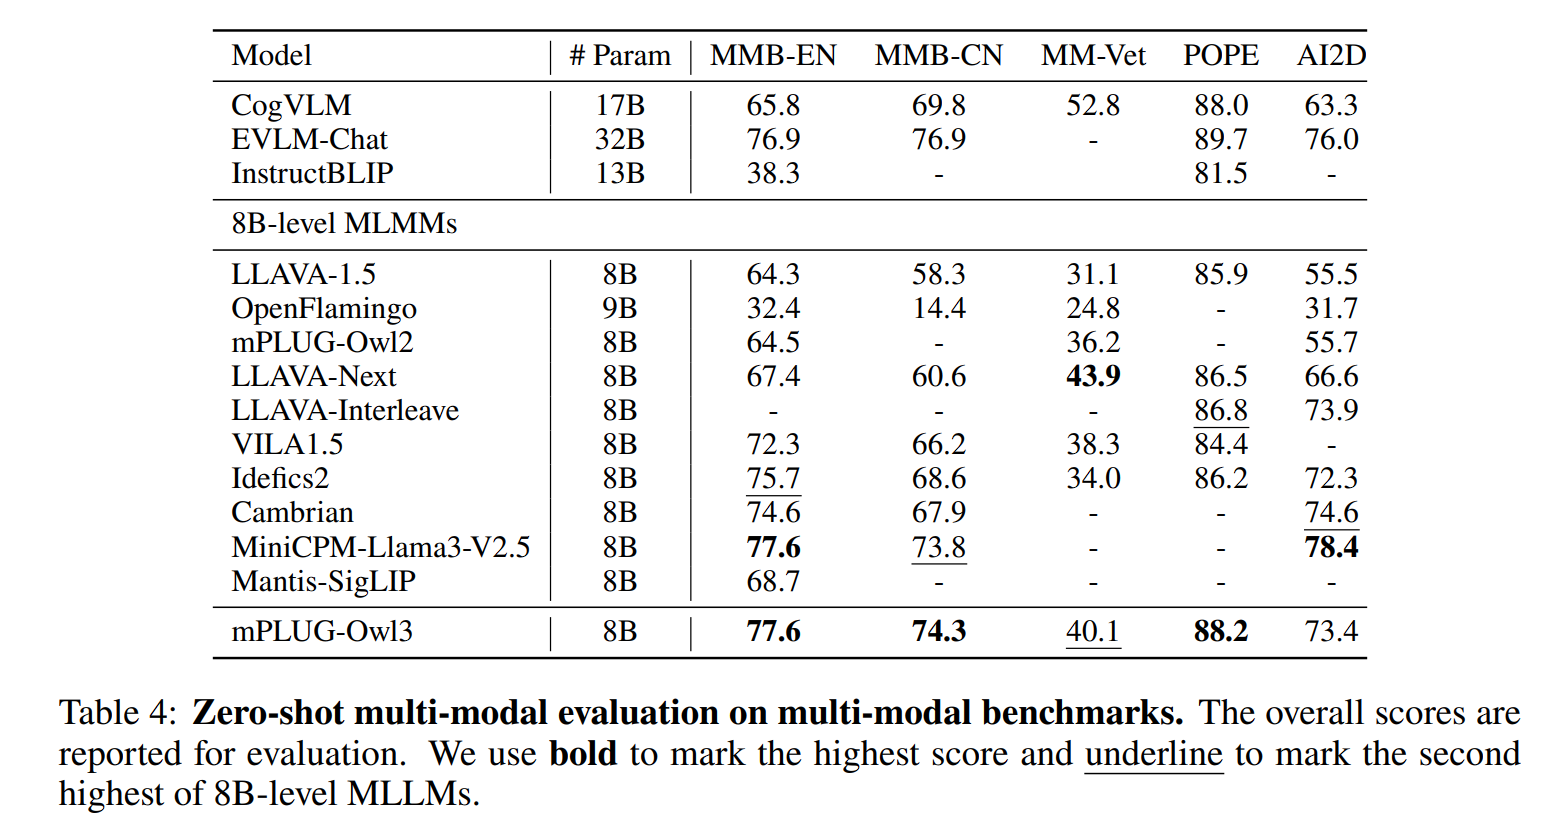 Model # Param MMB-EN MMB-CN MM-Vet POPE AI2D
CogVLM 17B 65.8 69.8 52.8 88.0 63.3
EVLM-Chat 32B 76.9 76.9 - 89.7 76.0
InstructBLIP 13B 38.3 - 81.5 -
8B-level MLMMs
LLAVA-1.5 8B 64.3 58.3 31.1 85.9 55.5
OpenFlamingo 9B 32.4 14.4 24.8 - 31.7
mPLUG-Owl2 8B 64.5 - 36.2 - 55.7
LLAVA-Next 8B 67.4 60.6 43.9 86.5 66.6
LLAVA-Interleave 8B - - - 86.8 73.9
VILA1.5 8B 72.3 66.2 38.3 84.4 -
Idefics2 8B 75.7 68.6 34.0 86.2 72.3
Cambrian 8B 74.6 67.9 - - 74.6
MiniCPM-Llama3-V2.5 8B 77.6 73.8 - - 78.4
Mantis-SigLIP 8B 68.7 - - - -
mPLUG-Owl3 8B 77.6 74.3 40.1 88.2 73.4
Table 4: Zero-shot multi-modal evaluation on multi-modal benchmarks. The overall scores are
reported for evaluation. We use bold to mark the highest score and underline to mark the second
highest of 8B-level MLLMs.